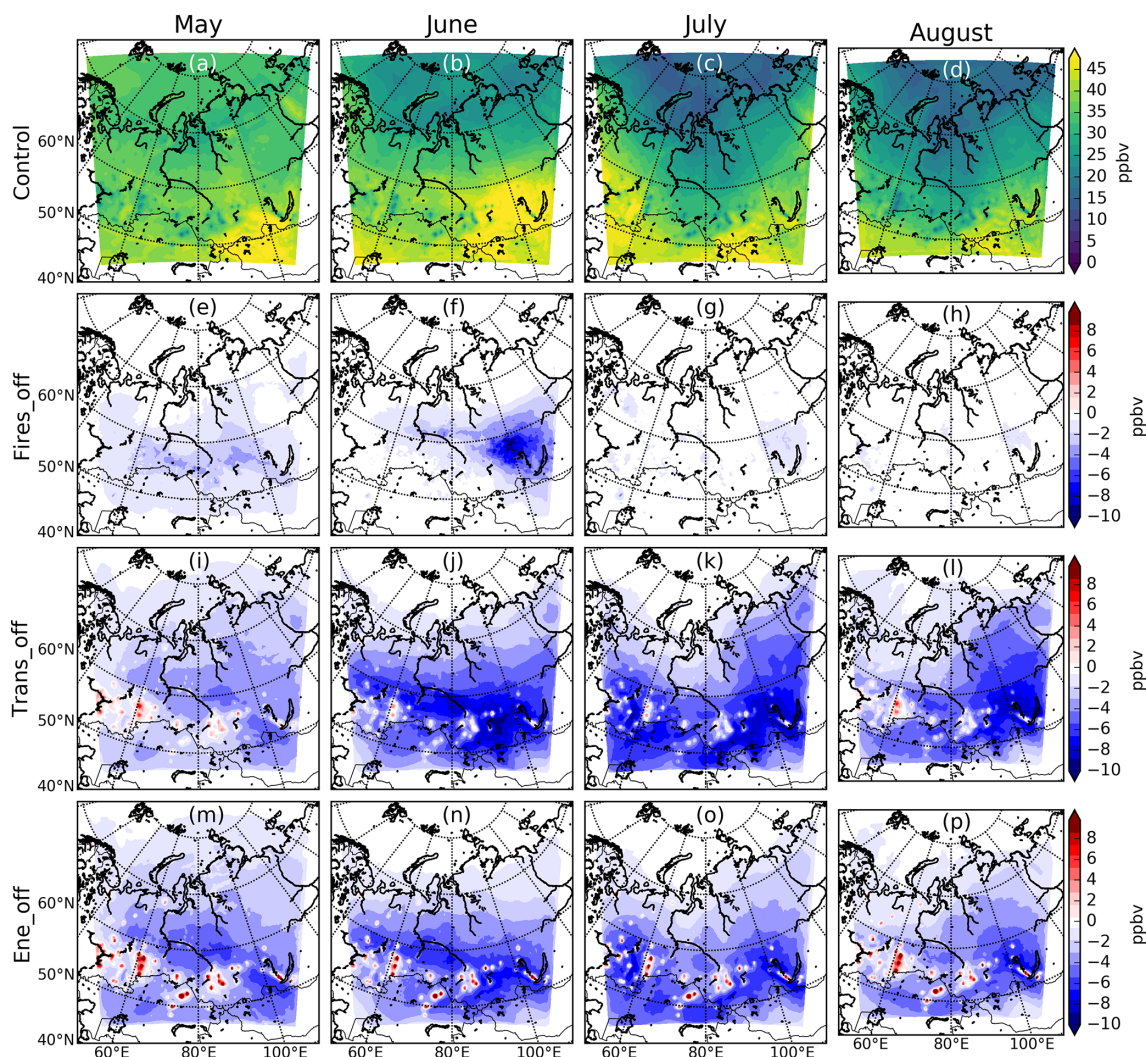 May June July August
Control (a) (b) (c) (d)
60°N
50°N
40°N
45
40
35
30
25
20
15
10
5
0
ppbv
Fires_off (e) (f) (g) (h)
60°N
50°N
40°N
8
6
4
2
0
−2
−4
−6
−8
−10
ppbv
Trans_off (i) (j) (k) (l)
60°N
50°N
40°N
8
6
4
2
0
−2
−4
−6
−8
−10
ppbv
Ene_off (m) (n) (o) (p)
60°N
50°N
40°N
8
6
4
2
0
−2
−4
−6
−8
−10
ppbv
60°E 80°E 100°E 60°E 80°E 100°E 60°E 80°E 100°E 60°E 80°E 100°E